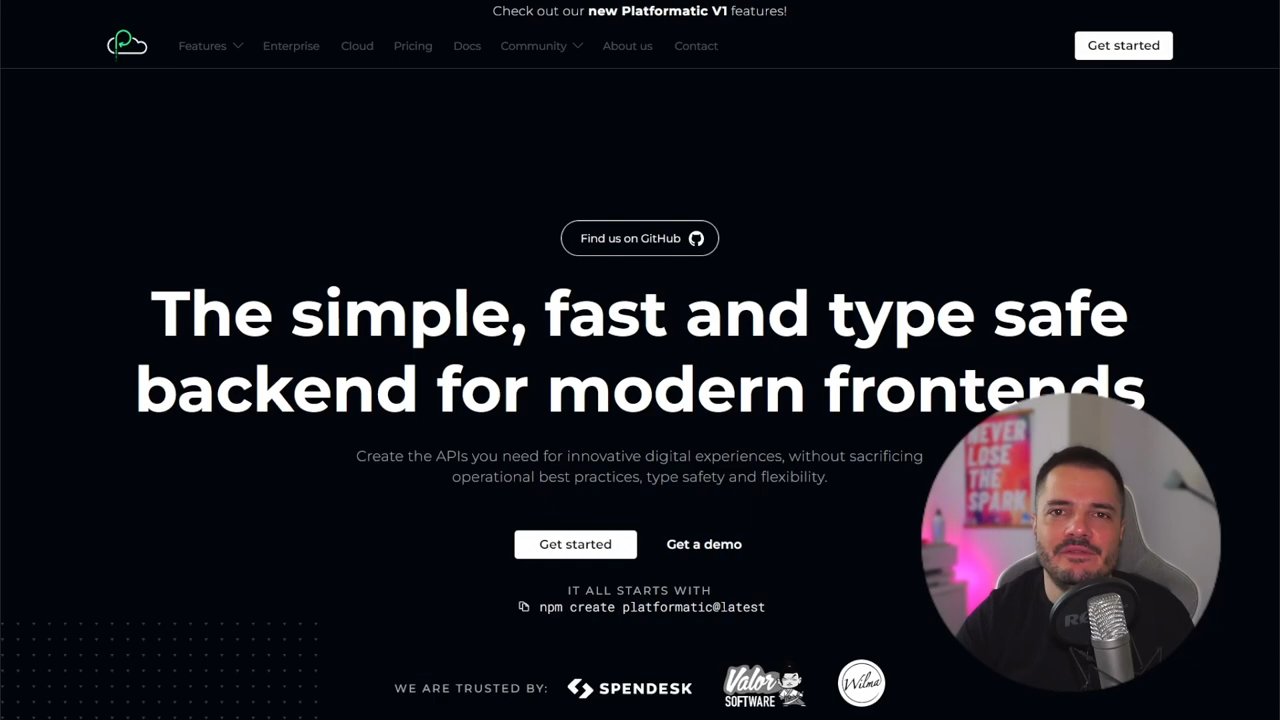 Check out our new Platformatic V1 features!
Features Enterprise Cloud Pricing Docs Community About us Contact Get started
Find us on GitHub
The simple, fast and type safe
backend for modern frontends
Create the APIs you need for innovative digital experiences, without sacrificing
operational best practices, type safety and flexibility.
NEVER
LOSE
THE
SPARK
Get started Get a demo
IT ALL STARTS WITH
npm create platformatic@latest
WE ARE TRUSTED BY: SPENDESK Valor SOFTWARE Wilma